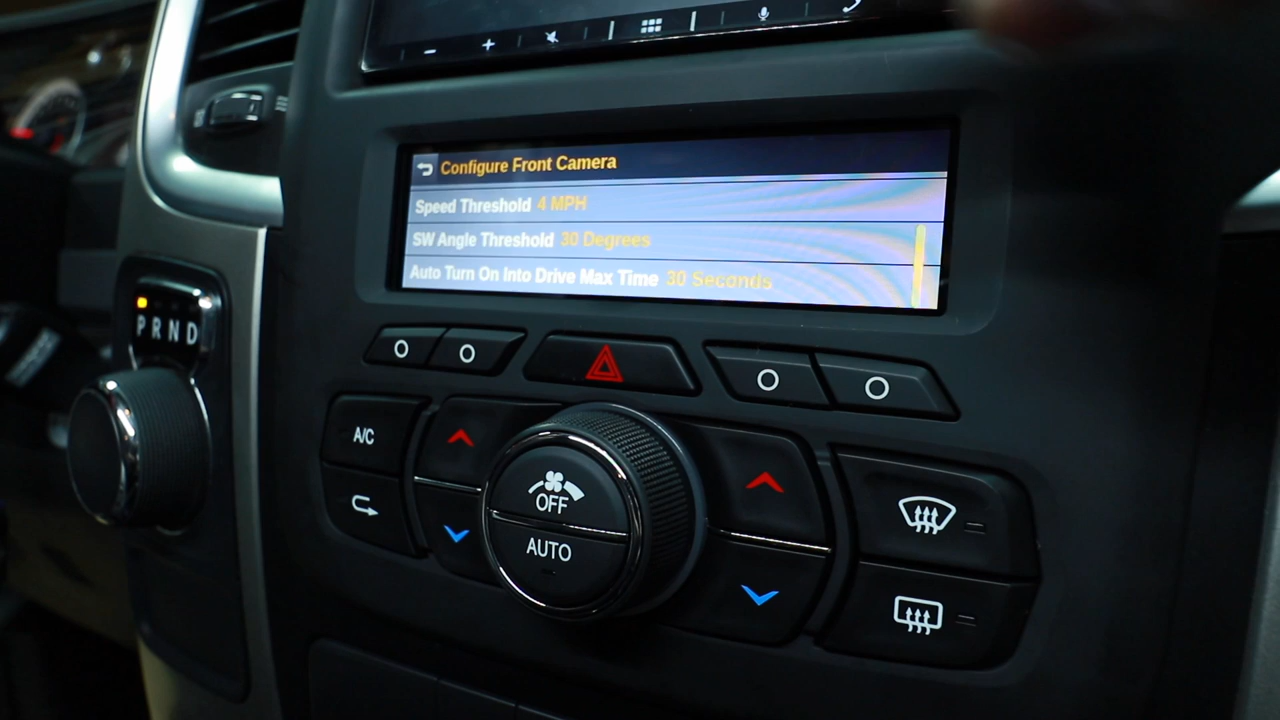 Configure Front Camera
Speed Threshold 4 MPH
SW Angle Threshold 30 Degrees
Auto Turn On Into Drive Max Time 30 Seconds
P R N D
A/C
OFF
AUTO